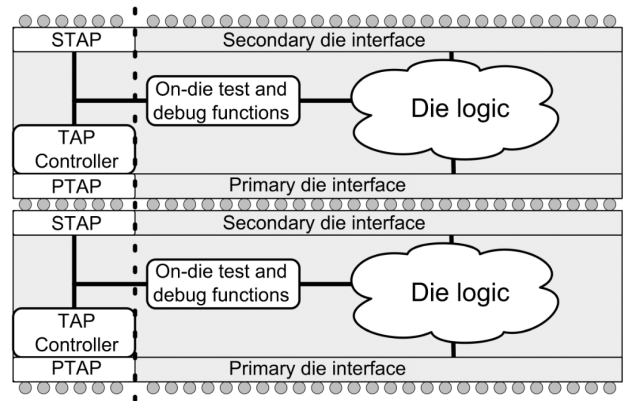 STAP Secondary die interface
On-die test and
debug functions
Die logic
TAP
Controller
PTAP Primary die interface
STAP Secondary die interface
On-die test and
debug functions
Die logic
TAP
Controller
PTAP Primary die interface